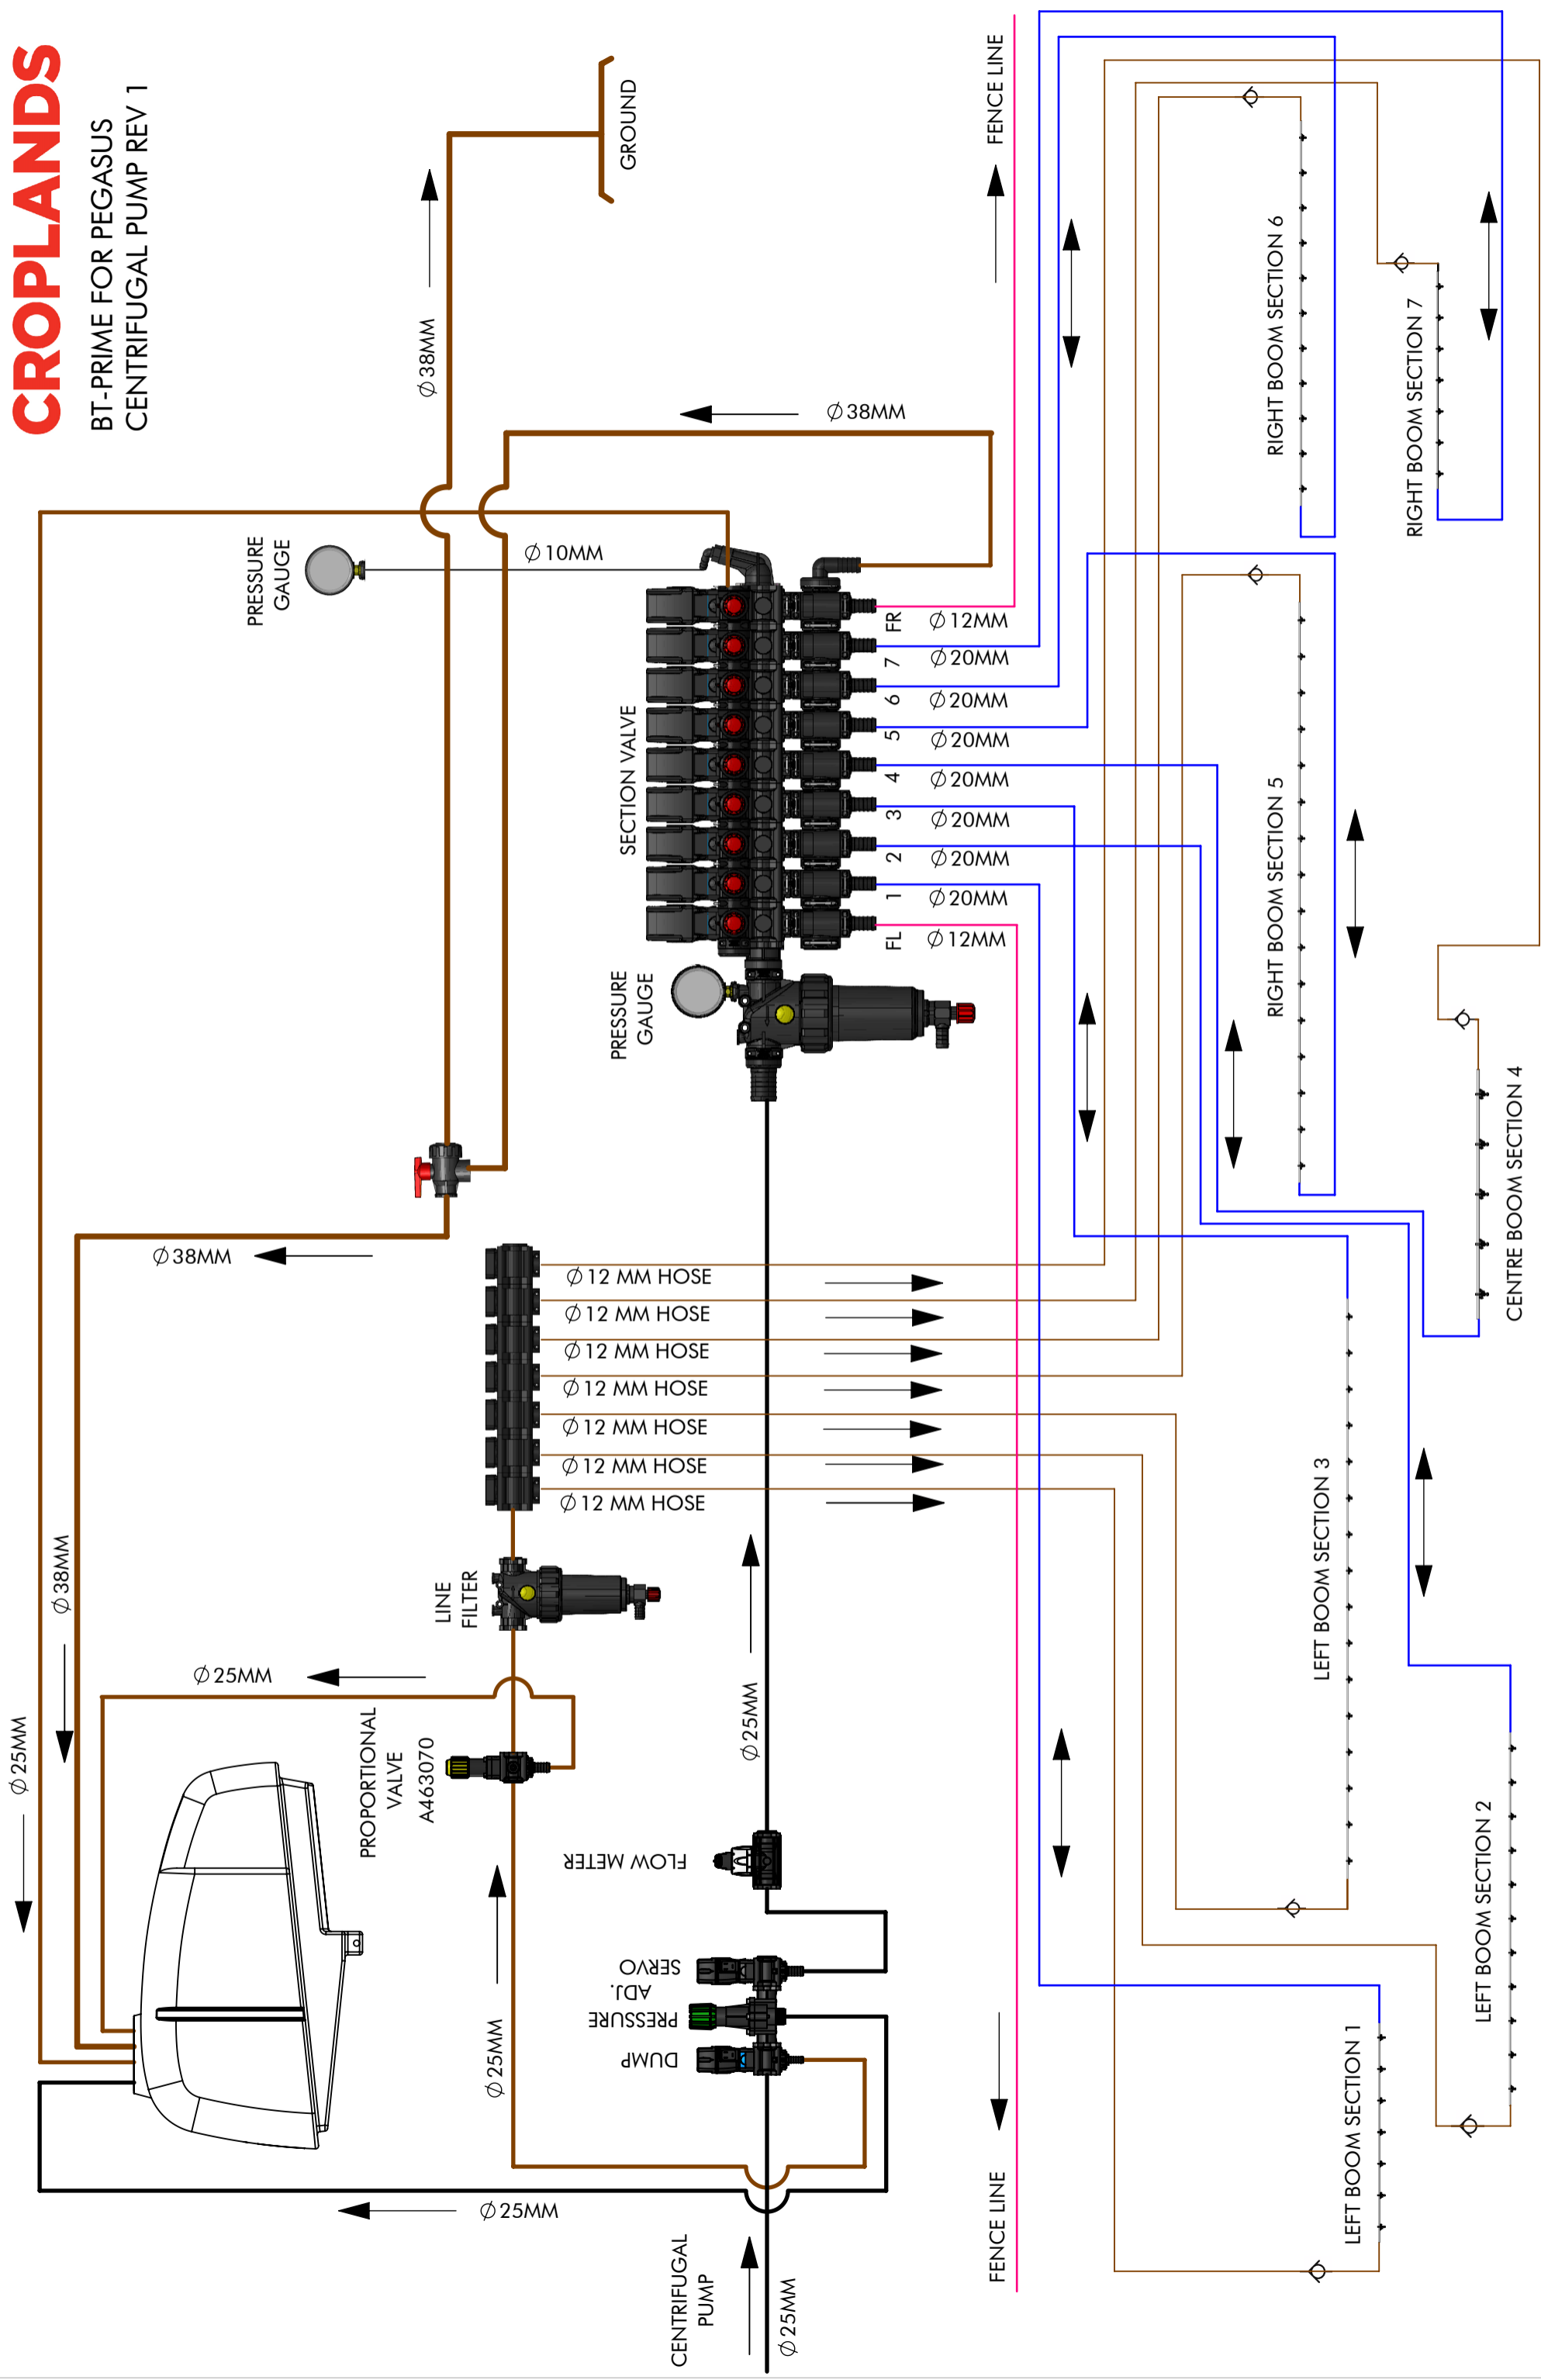 CROPLANDS
BT-PRIME FOR PEGASUS
CENTRIFUGAL PUMP REV 1
GROUND
Ø38MM
Ø38MM
FENCE LINE
PRESSURE
GAUGE
Ø10MM
SECTION VALVE
FR
7
6
5
4
3
2
1
FL
Ø12MM
Ø20MM
Ø20MM
Ø20MM
Ø20MM
Ø20MM
Ø20MM
Ø20MM
Ø12MM
PRESSURE
GAUGE
RIGHT BOOM SECTION 6
RIGHT BOOM SECTION 7
RIGHT BOOM SECTION 5
CENTRE BOOM SECTION 4
Ø38MM
Ø12 MM HOSE
Ø12 MM HOSE
Ø12 MM HOSE
Ø12 MM HOSE
Ø12 MM HOSE
Ø12 MM HOSE
Ø12 MM HOSE
Ø38MM
LINE
FILTER
Ø25MM
Ø25MM
PROPORTIONAL
VALVE
A463070
Ø25MM
FLOW METER
SERVO
ADJ.
PRESSURE
DUMP
Ø25MM
Ø25MM
CENTRIFUGAL
PUMP
Ø25MM
FENCE LINE
LEFT BOOM SECTION 3
LEFT BOOM SECTION 2
LEFT BOOM SECTION 1